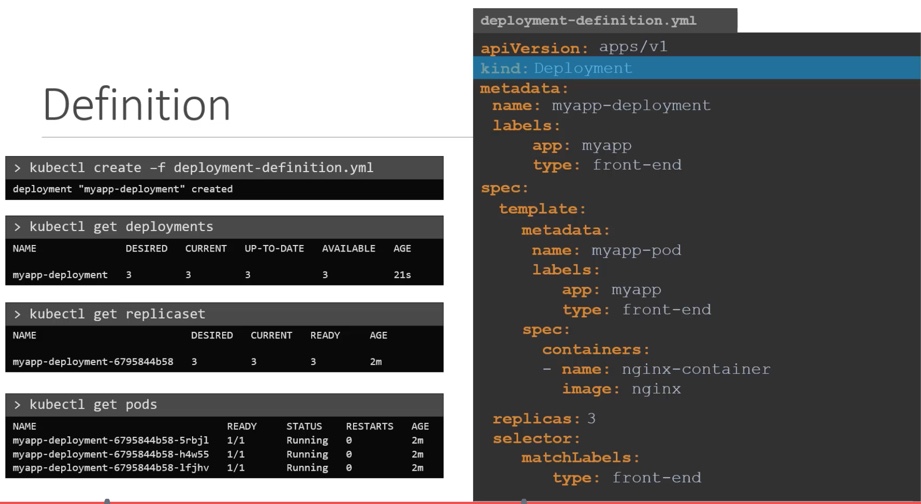 Definition
> kubectl create –f deployment-definition.yml
deployment "myapp-deployment" created
> kubectl get deployments
NAME DESIRED CURRENT UP-TO-DATE AVAILABLE AGE
myapp-deployment 3 3 3 3 21s
> kubectl get replicaset
NAME DESIRED CURRENT READY AGE
myapp-deployment-6795844b58 3 3 3 2m
> kubectl get pods
NAME READY STATUS RESTARTS AGE
myapp-deployment-6795844b58-5rbjl 1/1 Running 0 2m
myapp-deployment-6795844b58-h4w55 1/1 Running 0 2m
myapp-deployment-6795844b58-lfjhv 1/1 Running 0 2m
deployment-definition.yml
apiVersion: apps/v1
kind: Deployment
metadata:
name: myapp-deployment
labels:
app: myapp
type: front-end
spec:
template:
metadata:
name: myapp-pod
labels:
app: myapp
type: front-end
spec:
containers:
- name: nginx-container
image: nginx
replicas: 3
selector:
matchLabels:
type: front-end